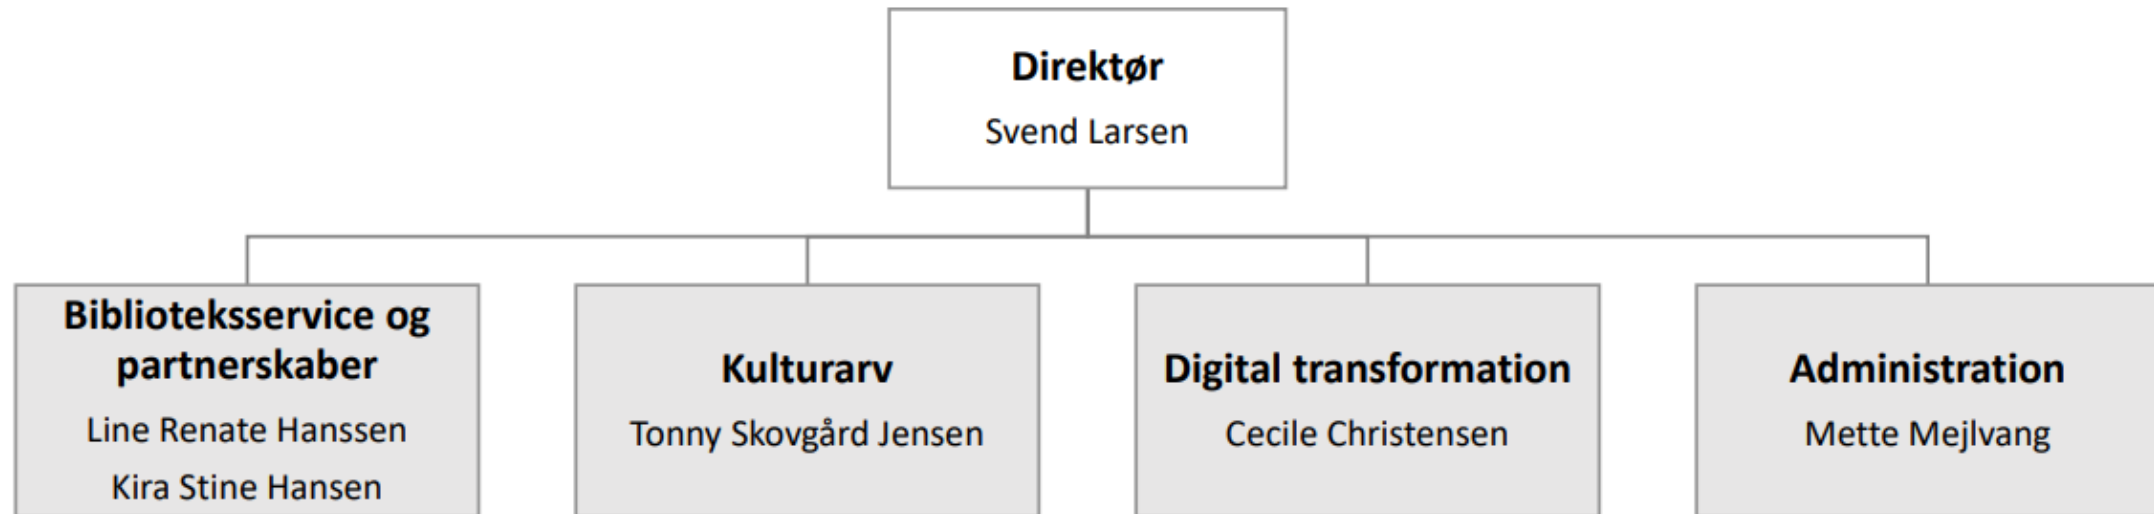 Direktør
Svend Larsen
Biblioteksservice og
partnerskaber
Line Renate Hanssen
Kira Stine Hansen
Kulturarv
Tonny Skovgård Jensen
Digital transformation
Cecile Christensen
Administration
Mette Mejlvang